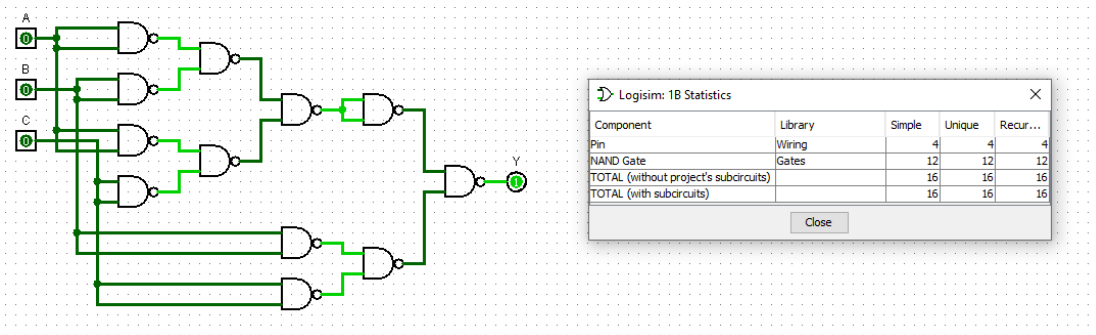 A
0
B
0
C
0
Y
1
Logisim: 1B Statistics
Component Library Simple Unique Recur...
Pin Wiring 4 4 4
NAND Gate Gates 12 12 12
TOTAL (without project's subcircuits) 16 16 16
TOTAL (with subcircuits) 16 16 16
Close